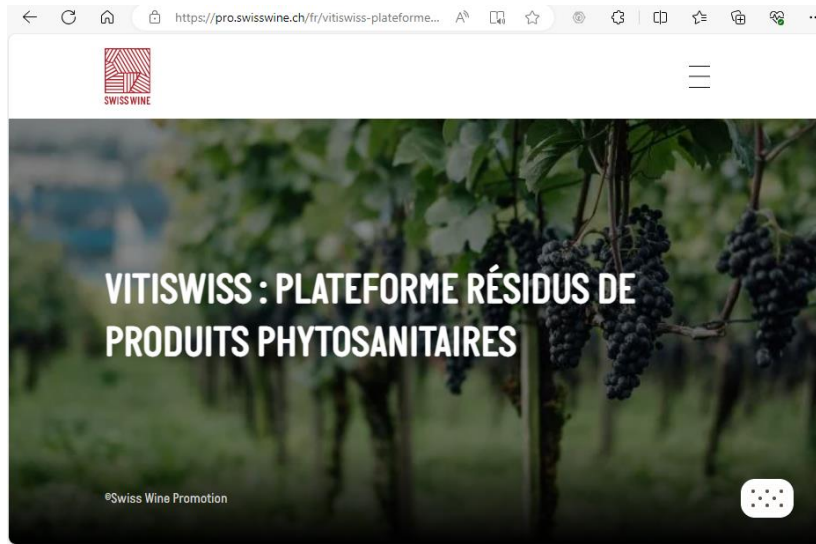 https://pro.swisswine.ch/fr/vitiswiss-plateforme...
SWISS WINE
VITISWISS : PLATEFORME RÉSIDUS DE
PRODUITS PHYTOSANITAIRES
©Swiss Wine Promotion